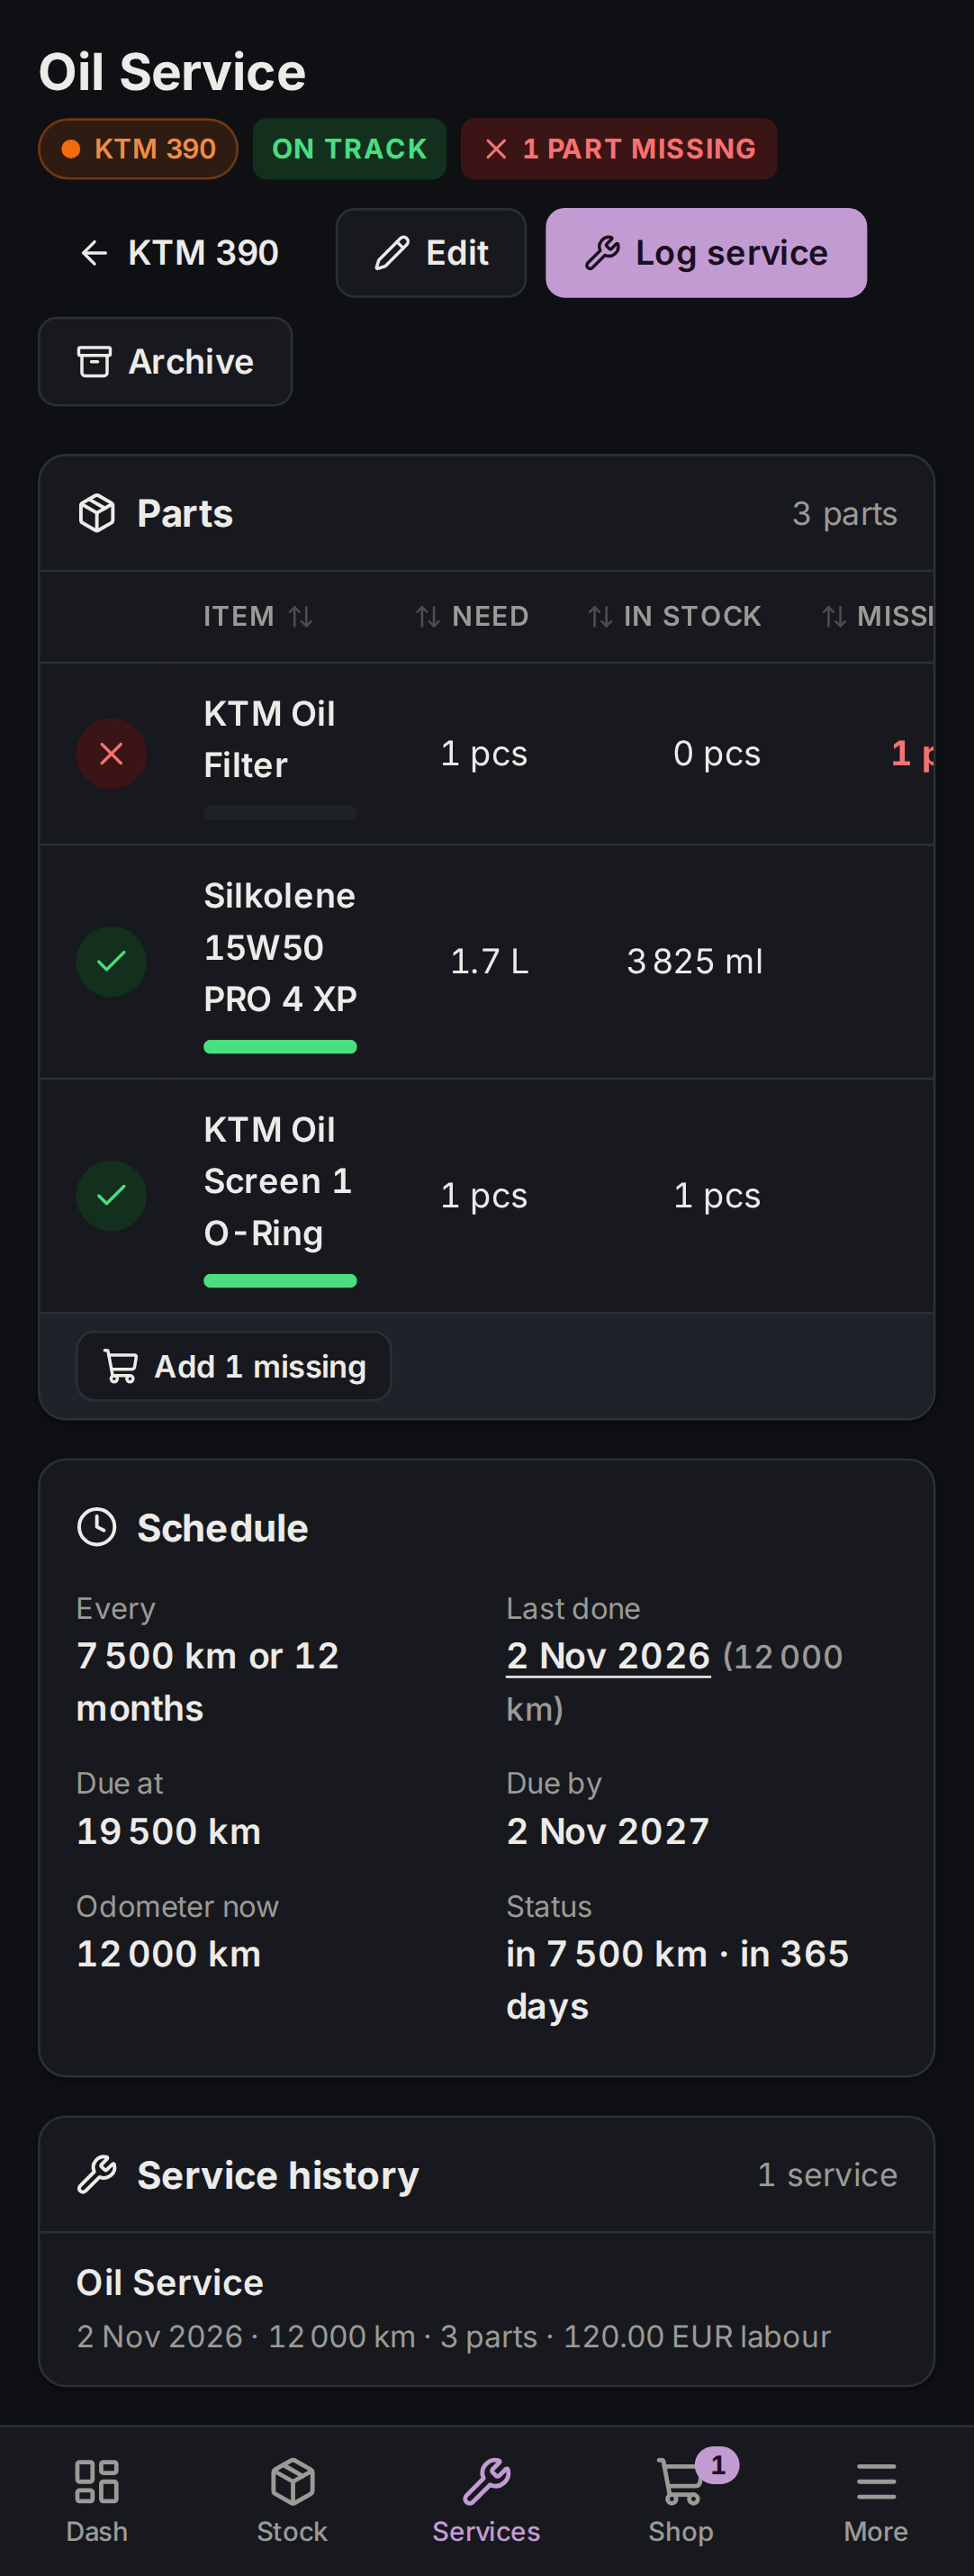 Oil Service
KTM 390
ON TRACK
1 PART MISSING
KTM 390
Edit
Log service
Archive
Parts
3 parts
ITEM NEED IN STOCK MISSI
KTM Oil
Filter
1 pcs 0 pcs 1 p
Silkolene
15W50
PRO 4 XP
1.7 L 3 825 ml
KTM Oil
Screen 1
O-Ring
1 pcs 1 pcs
Add 1 missing
Schedule
Every
7 500 km or 12
months
Last done
2 Nov 2026 (12 000
km)
Due at
19 500 km
Due by
2 Nov 2027
Odometer now
12 000 km
Status
in 7 500 km · in 365
days
Service history
1 service
Oil Service
2 Nov 2026 · 12 000 km · 3 parts · 120.00 EUR labour
1
Dash Stock Services Shop More